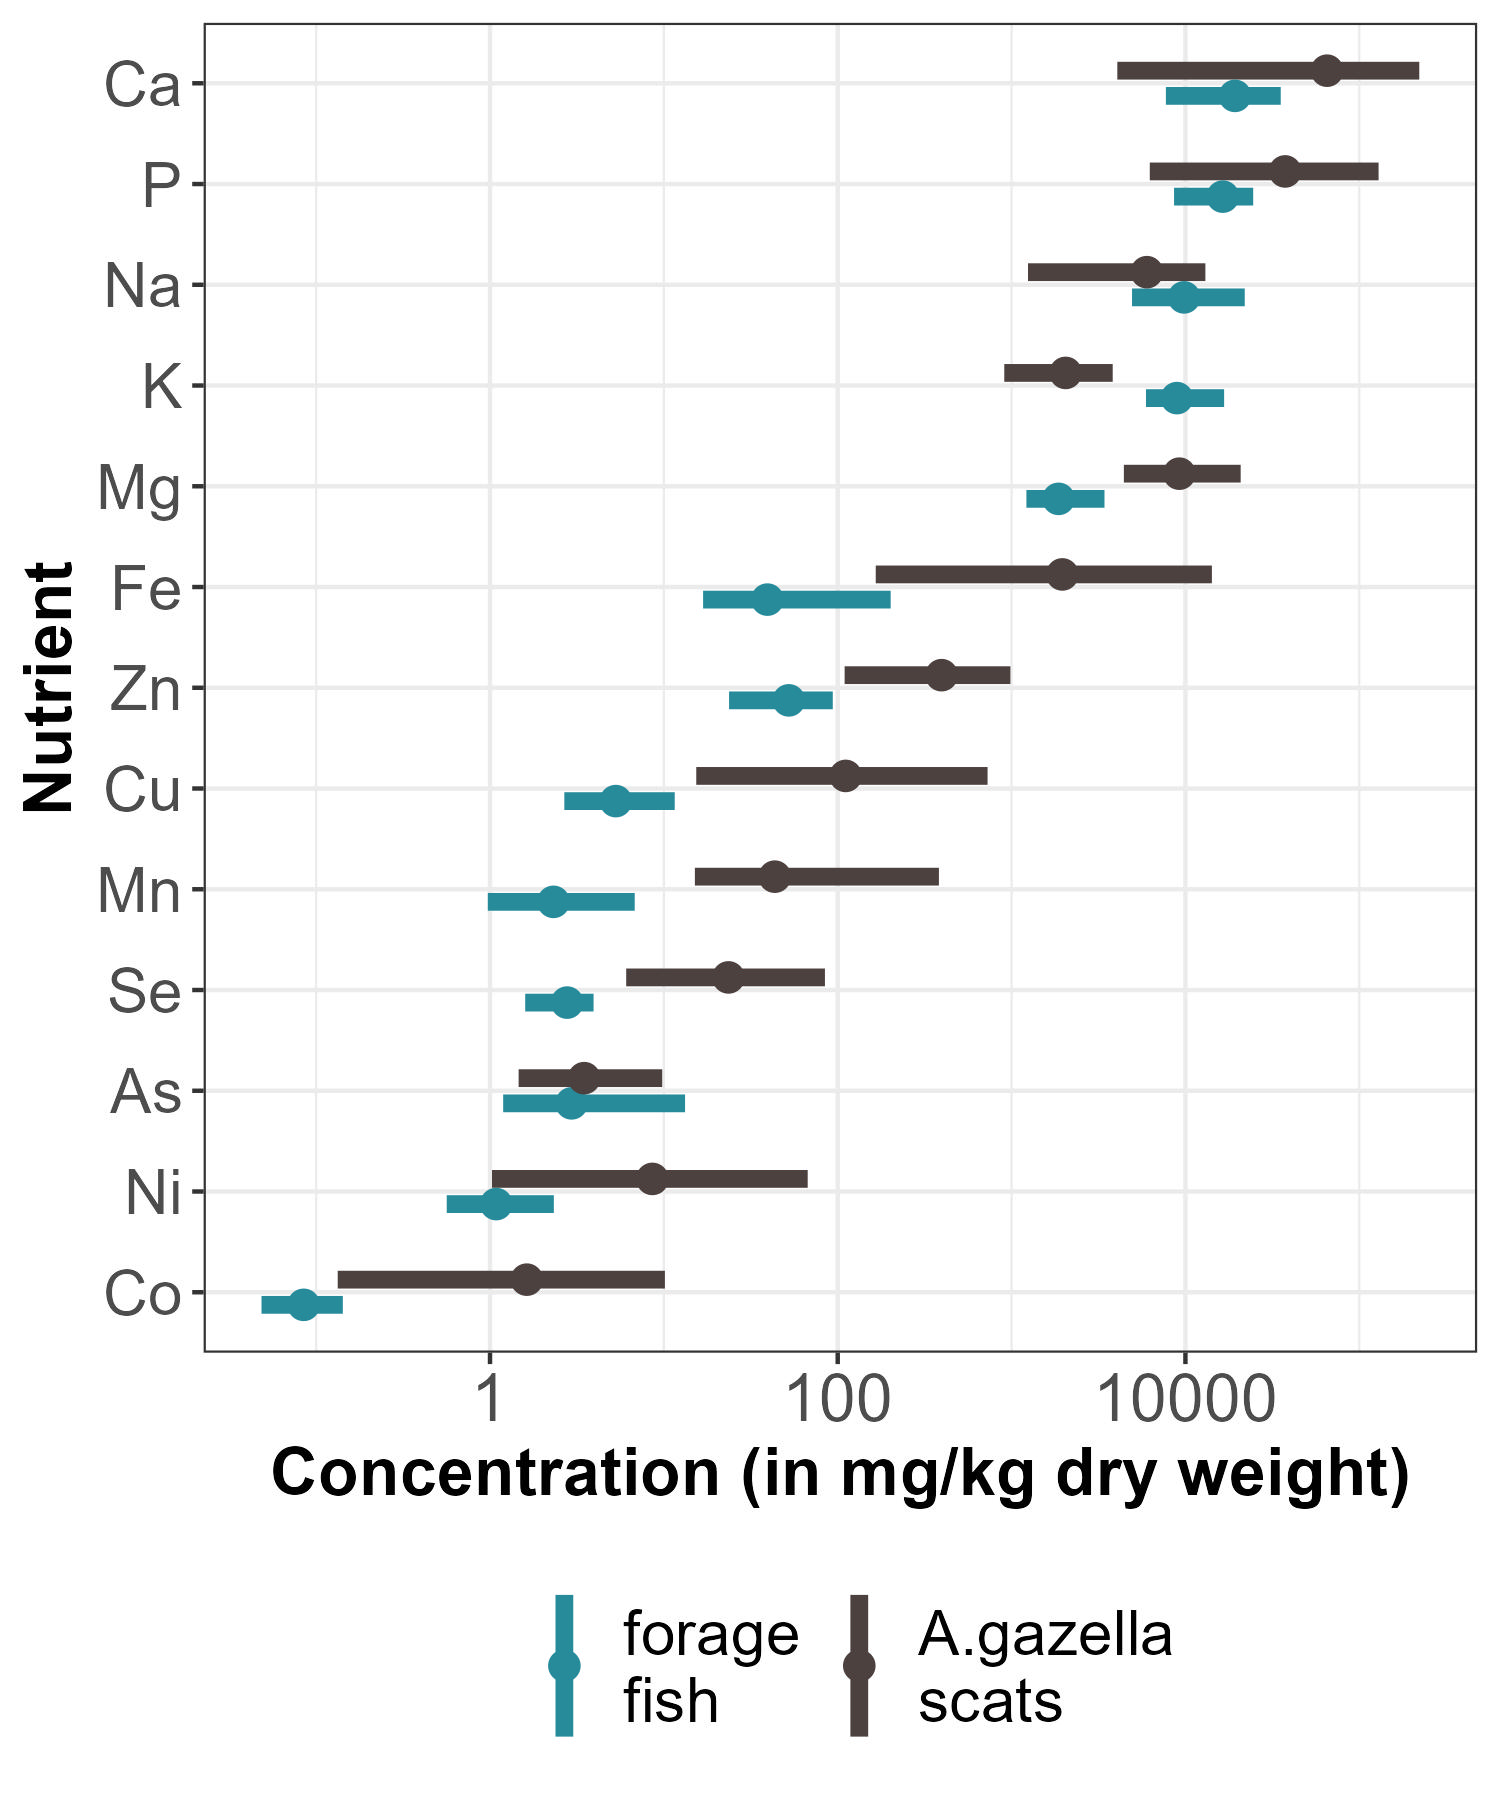 Ca
P
Na
K
Mg
Fe
Zn
Cu
Mn
Se
As
Ni
Co
Nutrient
1 100 10000
Concentration (in mg/kg dry weight)
forage
fish
A.gazella
scats